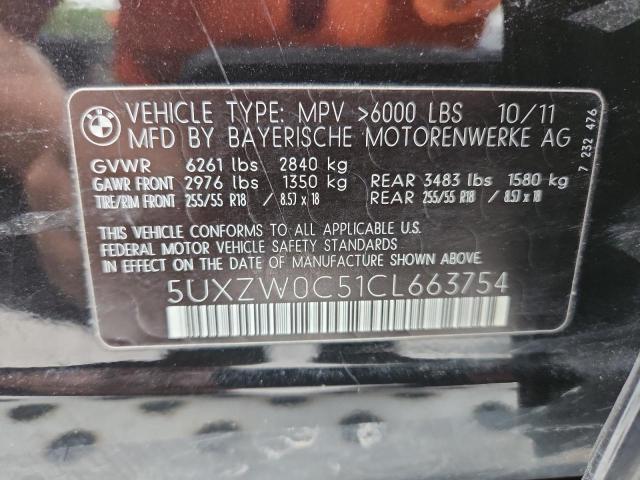 VEHICLE TYPE: MPV >6000 LBS 10/11
MFD BY BAYERISCHE MOTORENWERKE AG
GVWR 6261 lbs 2840 kg
GAWR FRONT 2976 lbs 1350 kg REAR 3483 lbs 1580 kg
TIRE/RIM FRONT 255/55 R18 / 8.5J x 18 REAR 255/55 R18 / 8.5J x 18
THIS VEHICLE CONFORMS TO ALL APPLICABLE U.S.
FEDERAL MOTOR VEHICLE SAFETY STANDARDS
IN EFFECT ON THE DATE OF MANUFACTURE SHOWN ABOVE.
5UXZW0C51CL663754
7 232 476